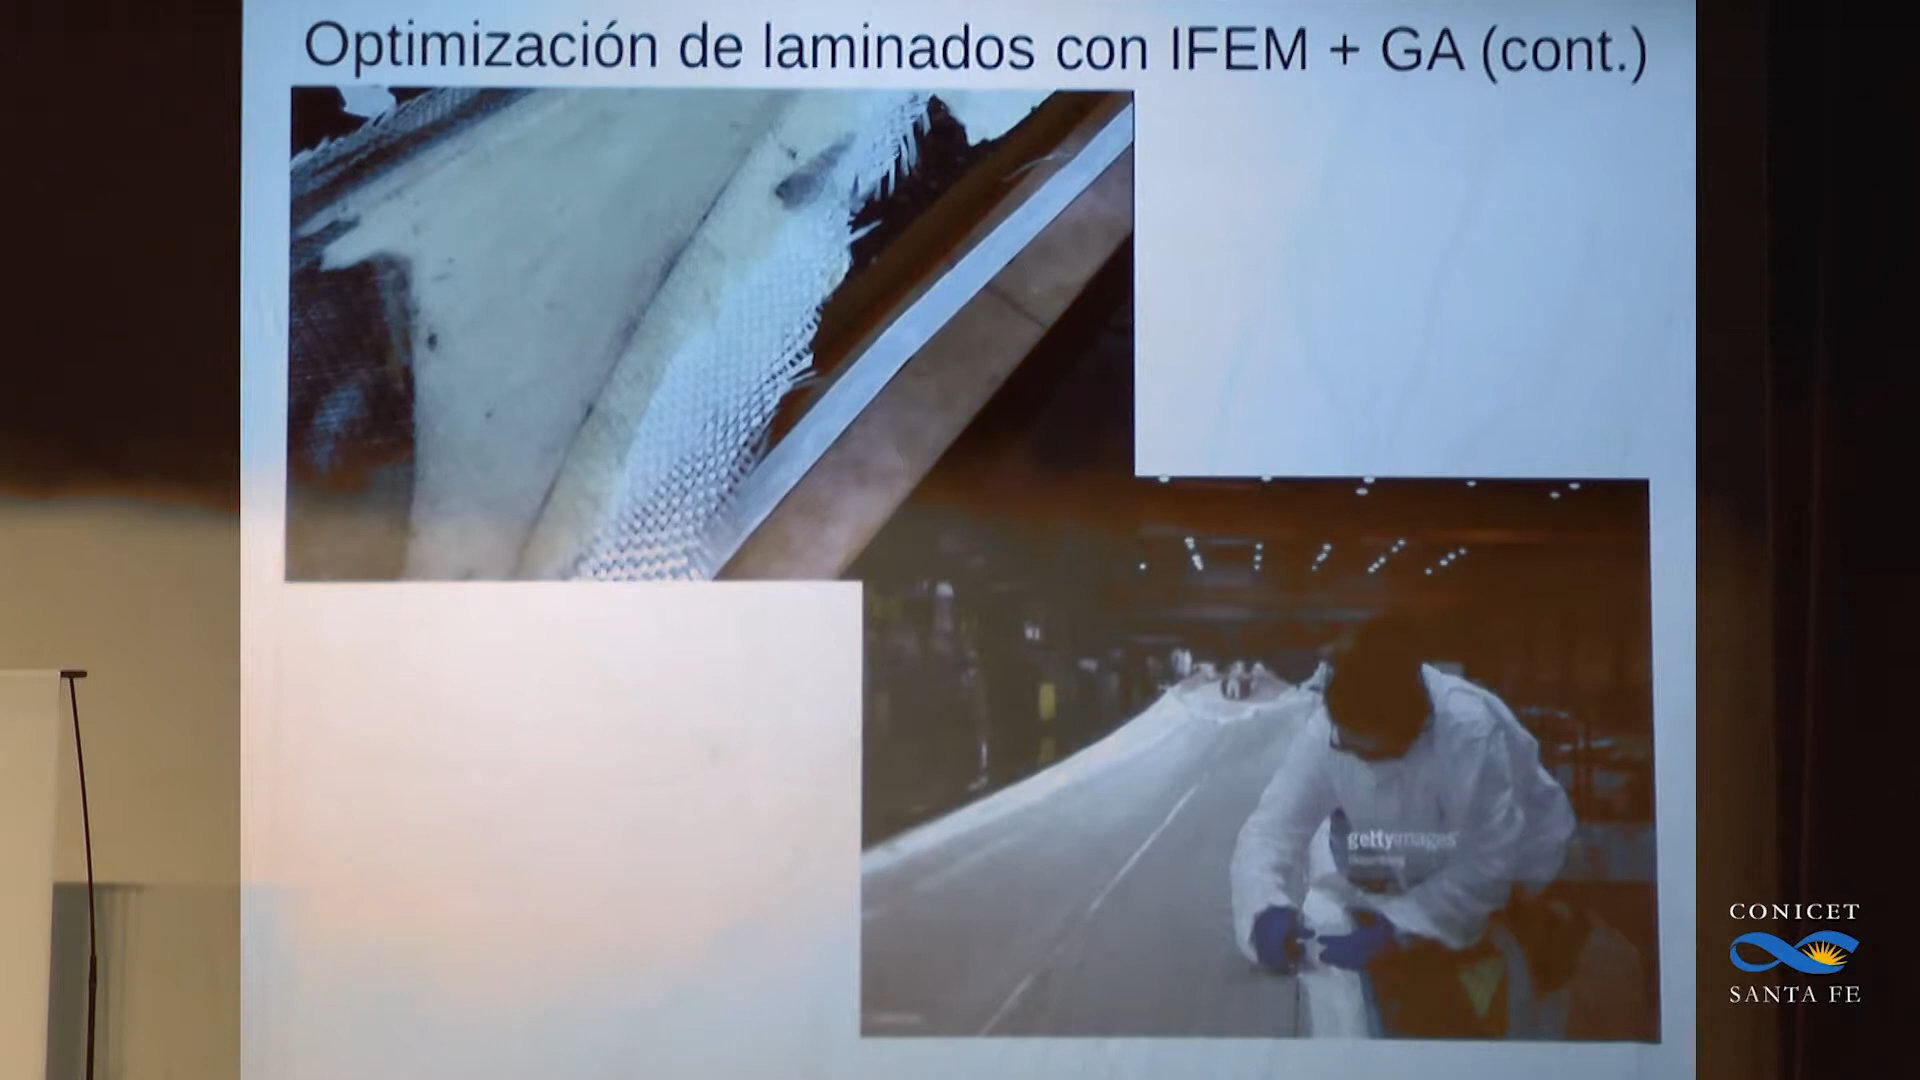 Optimización de laminados con IFEM + GA (cont.)
gettyimages
CONICET
SANTA FE